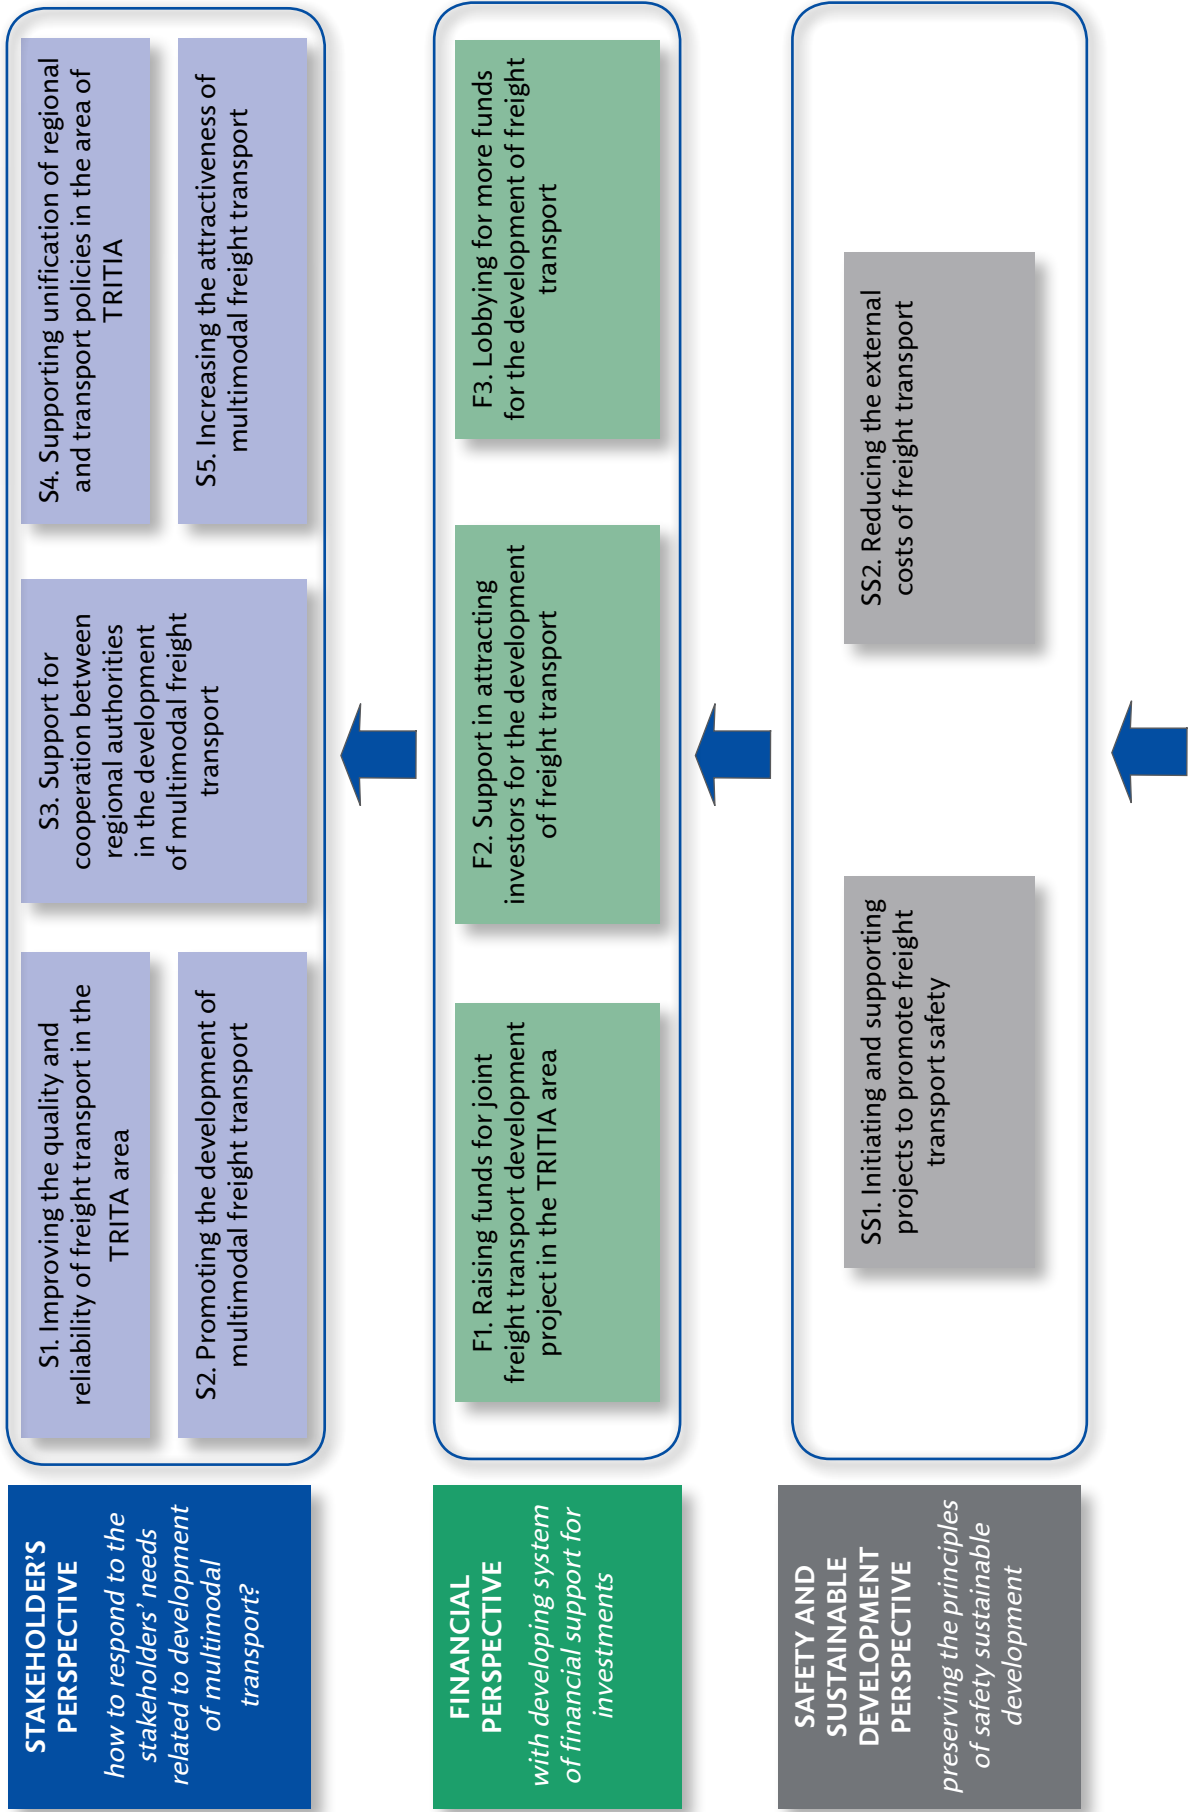 STAKEHOLDER'S
PERSPECTIVE
how to respond to the
stakeholders' needs
related to development
of multimodal
transport?
S1. Improving the quality and
reliability of freight transport in the
TRITA area
S2. Promoting the development of
multimodal freight transport
S3. Support for
cooperation between
regional authorities
in the development
of multimodal freight
transport
S4. Supporting unification of regional
and transport policies in the area of
TRITIA
S5. Increasing the attractiveness of
multimodal freight transport
FINANCIAL
PERSPECTIVE
with developing system
of financial support for
investments
F1. Raising funds for joint
freight transport development
project in the TRITIA area
F2. Support in attracting
investors for the development
of freight transport
F3. Lobbying for more funds
for the development of freight
transport
SAFETY AND
SUSTAINABLE
DEVELOPMENT
PERSPECTIVE
preserving the principles
of safety sustainable
development
SS1. Initiating and supporting
projects to promote freight
transport safety
SS2. Reducing the external
costs of freight transport